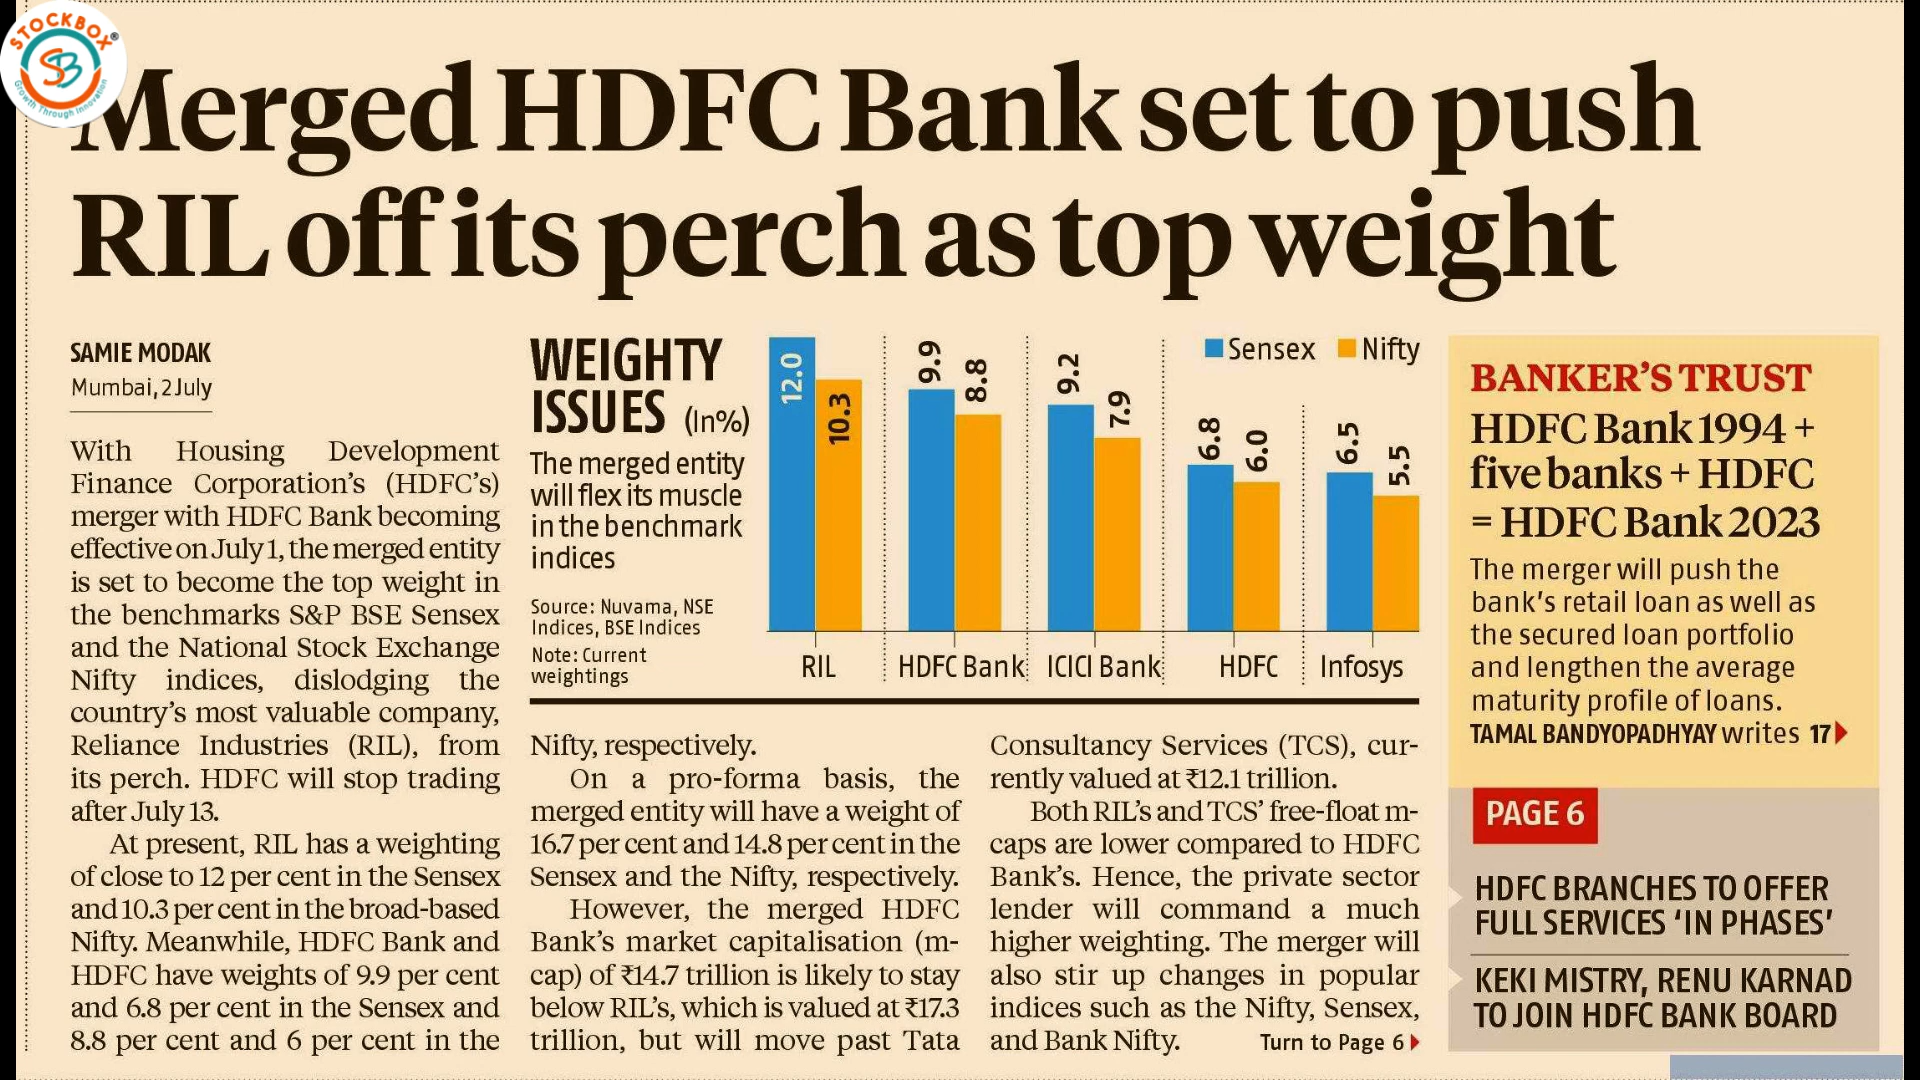 STOCKBOX®
SB
Growth Through Innovation
Merged HDFC Bank set to push
RIL off its perch as top weight
SAMIE MODAK
Mumbai, 2 July
With Housing Development
Finance Corporation's (HDFC's)
merger with HDFC Bank becoming
effective on July 1, the merged entity
is set to become the top weight in
the benchmarks S&P BSE Sensex
and the National Stock Exchange
Nifty indices, dislodging the
country's most valuable company,
Reliance Industries (RIL), from
its perch. HDFC will stop trading
after July 13.
At present, RIL has a weighting
of close to 12 per cent in the Sensex
and 10.3 per cent in the broad-based
Nifty. Meanwhile, HDFC Bank and
HDFC have weights of 9.9 per cent
and 6.8 per cent in the Sensex and
8.8 per cent and 6 per cent in the
WEIGHTY
ISSUES (In%)
The merged entity
will flex its muscle
in the benchmark
indices
Source: Nuvama, NSE
Indices, BSE Indices
Note: Current
weightings
Sensex Nifty
12.0 10.3 9.9 8.8 9.2 7.9 6.8 6.0 6.5 5.5
RIL HDFC Bank ICICI Bank HDFC Infosys
Nifty, respectively.
On a pro-forma basis, the
merged entity will have a weight of
16.7 per cent and 14.8 per cent in the
Sensex and the Nifty, respectively.
However, the merged HDFC
Bank's market capitalisation (m-
cap) of ₹14.7 trillion is likely to stay
below RIL's, which is valued at ₹17.3
trillion, but will move past Tata
Consultancy Services (TCS), cur-
rently valued at ₹12.1 trillion.
Both RIL's and TCS' free-float m-
caps are lower compared to HDFC
Bank's. Hence, the private sector
lender will command a much
higher weighting. The merger will
also stir up changes in popular
indices such as the Nifty, Sensex,
and Bank Nifty. Turn to Page 6
BANKER'S TRUST
HDFC Bank 1994 +
five banks + HDFC
= HDFC Bank 2023
The merger will push the
bank's retail loan as well as
the secured loan portfolio
and lengthen the average
maturity profile of loans.
TAMAL BANDYOPADHYAY writes 17
PAGE 6
HDFC BRANCHES TO OFFER
FULL SERVICES 'IN PHASES'
KEKI MISTRY, RENU KARNAD
TO JOIN HDFC BANK BOARD